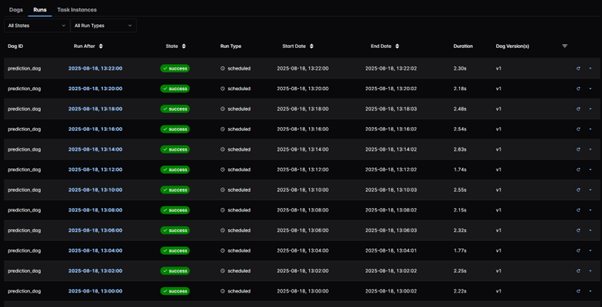 Dags Runs Task Instances
All States All Run Types
Dag ID Run After State Run Type Start Date End Date Duration Dag Version(s)
prediction_dag 2025-08-18, 13:22:00 success scheduled 2025-08-18, 13:22:00 2025-08-18, 13:22:02 2.30s v1
prediction_dag 2025-08-18, 13:20:00 success scheduled 2025-08-18, 13:20:00 2025-08-18, 13:20:02 2.18s v1
prediction_dag 2025-08-18, 13:18:00 success scheduled 2025-08-18, 13:18:00 2025-08-18, 13:18:03 2.48s v1
prediction_dag 2025-08-18, 13:16:00 success scheduled 2025-08-18, 13:16:00 2025-08-18, 13:16:02 2.54s v1
prediction_dag 2025-08-18, 13:14:00 success scheduled 2025-08-18, 13:14:00 2025-08-18, 13:14:02 2.63s v1
prediction_dag 2025-08-18, 13:12:00 success scheduled 2025-08-18, 13:12:00 2025-08-18, 13:12:02 1.74s v1
prediction_dag 2025-08-18, 13:10:00 success scheduled 2025-08-18, 13:10:00 2025-08-18, 13:10:03 2.55s v1
prediction_dag 2025-08-18, 13:08:00 success scheduled 2025-08-18, 13:08:00 2025-08-18, 13:08:02 2.15s v1
prediction_dag 2025-08-18, 13:06:00 success scheduled 2025-08-18, 13:06:00 2025-08-18, 13:06:03 2.32s v1
prediction_dag 2025-08-18, 13:04:00 success scheduled 2025-08-18, 13:04:00 2025-08-18, 13:04:01 1.77s v1
prediction_dag 2025-08-18, 13:02:00 success scheduled 2025-08-18, 13:02:00 2025-08-18, 13:02:02 2.25s v1
prediction_dag 2025-08-18, 13:00:00 success scheduled 2025-08-18, 13:00:00 2025-08-18, 13:00:02 2.22s v1